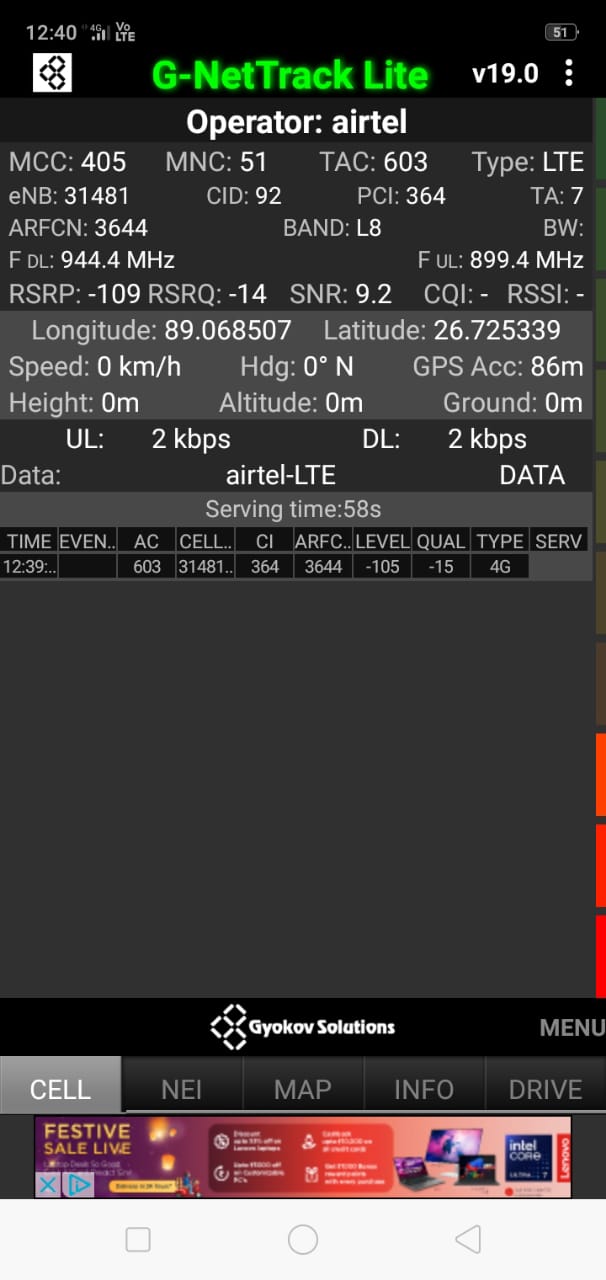 12:40 4G Vo LTE 51
G-NetTrack Lite v19.0
Operator: airtel
MCC: 405 MNC: 51 TAC: 603 Type: LTE
eNB: 31481 CID: 92 PCI: 364 TA: 7
ARFCN: 3644 BAND: L8 BW:
F DL: 944.4 MHz F UL: 899.4 MHz
RSRP: -109 RSRQ: -14 SNR: 9.2 CQI: - RSSI: -
Longitude: 89.068507 Latitude: 26.725339
Speed: 0 km/h Hdg: 0° N GPS Acc: 86m
Height: 0m Altitude: 0m Ground: 0m
UL: 2 kbps DL: 2 kbps
Data: airtel-LTE DATA
Serving time:58s
TIME EVEN.. AC CELL.. CI ARFC.. LEVEL QUAL TYPE SERV
12:39:.. 603 31481.. 364 3644 -105 -15 4G
Gyokov Solutions MENU
CELL NEI MAP INFO DRIVE
FESTIVE
SALE LIVE
intel
CORE
Lenovo